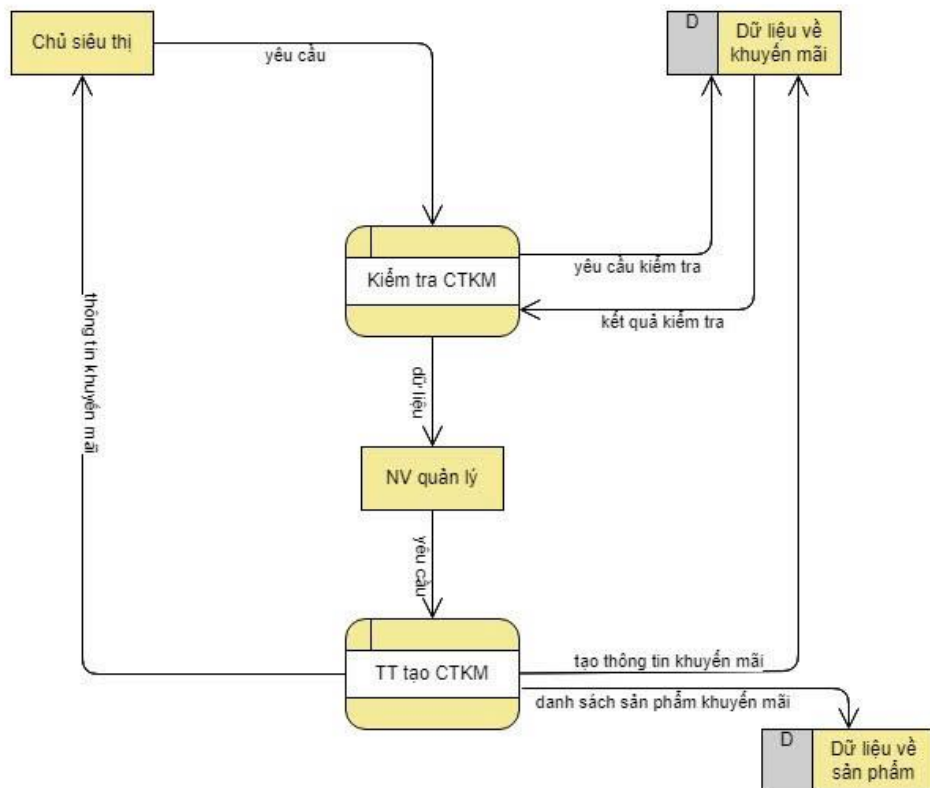 Chủ siêu thị
yêu cầu
D
Dữ liệu về
khuyến mãi
Kiểm tra CTKM
yêu cầu kiểm tra
kết quả kiểm tra
thông tin khuyến mãi
dữ liệu
NV quản lý
yêu cầu
TT tạo CTKM
tạo thông tin khuyến mãi
danh sách sản phẩm khuyến mãi
D
Dữ liệu về
sản phẩm